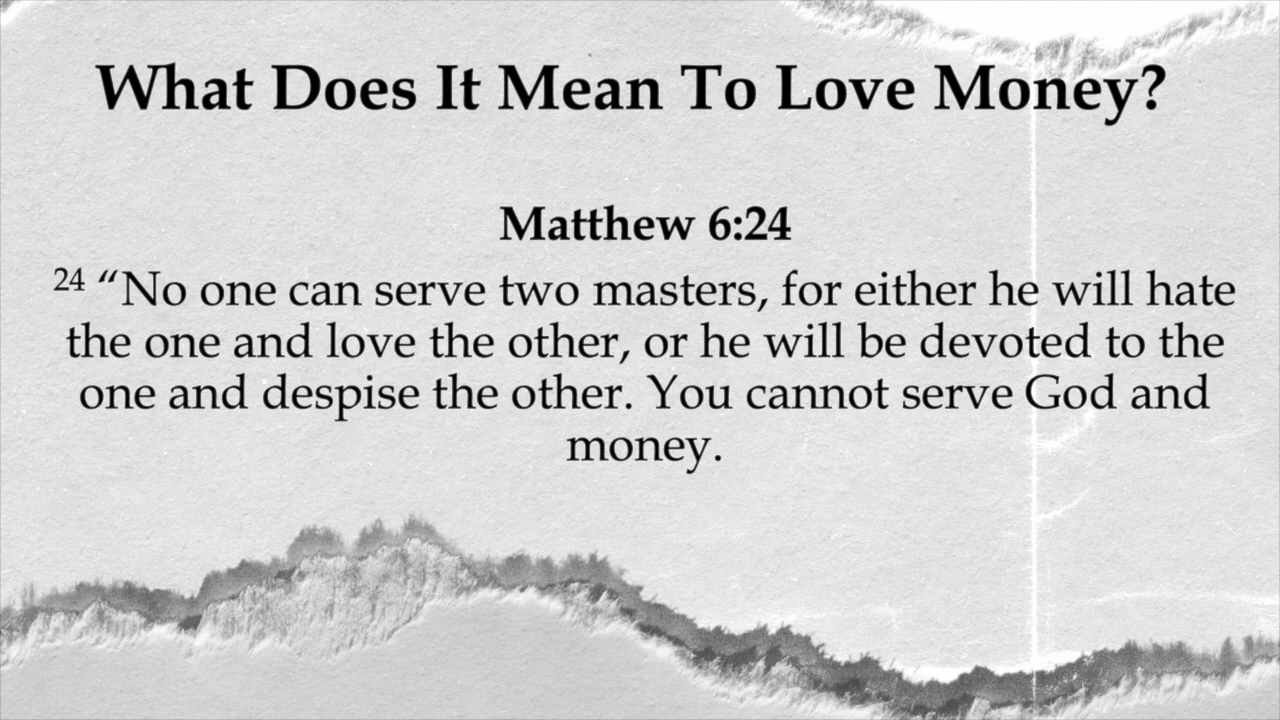 What Does It Mean To Love Money?
Matthew 6:24
24 “No one can serve two masters, for either he will hate
the one and love the other, or he will be devoted to the
one and despise the other. You cannot serve God and
money.